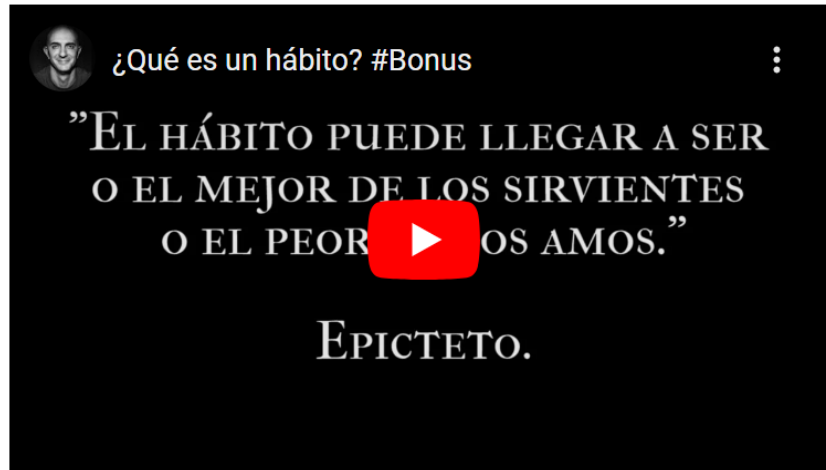 ¿Qué es un hábito? #Bonus
”El hábito puede llegar a ser
o el mejor de los sirvientes
o el peor os amos.”
Epicteto.